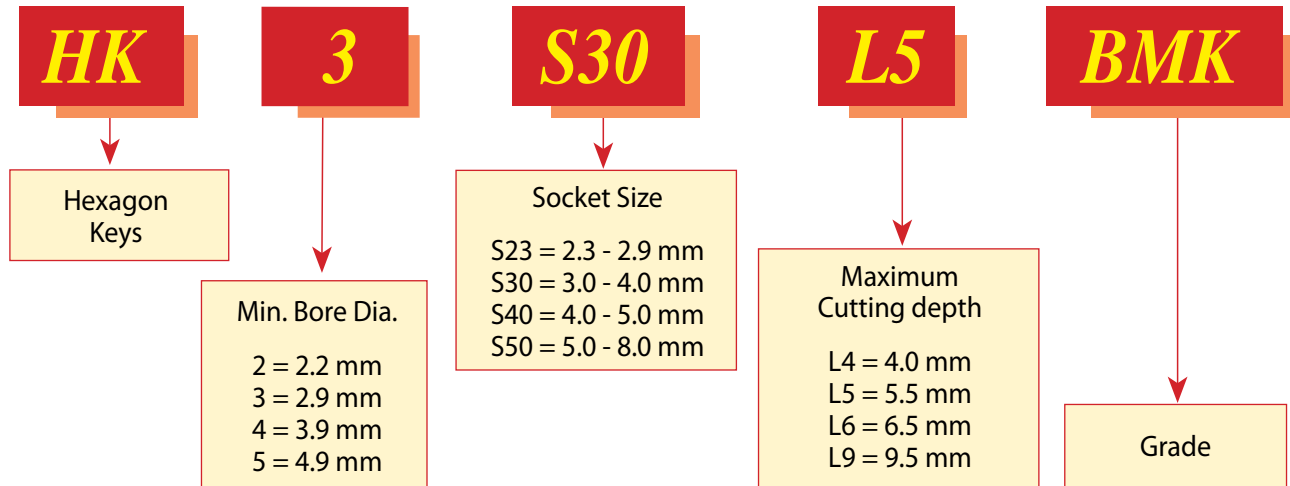 HK
3
S30
L5
BMK
Hexagon
Keys
Min. Bore Dia.
2 = 2.2 mm
3 = 2.9 mm
4 = 3.9 mm
5 = 4.9 mm
Socket Size
S23 = 2.3 - 2.9 mm
S30 = 3.0 - 4.0 mm
S40 = 4.0 - 5.0 mm
S50 = 5.0 - 8.0 mm
Maximum
Cutting depth
L4 = 4.0 mm
L5 = 5.5 mm
L6 = 6.5 mm
L9 = 9.5 mm
Grade